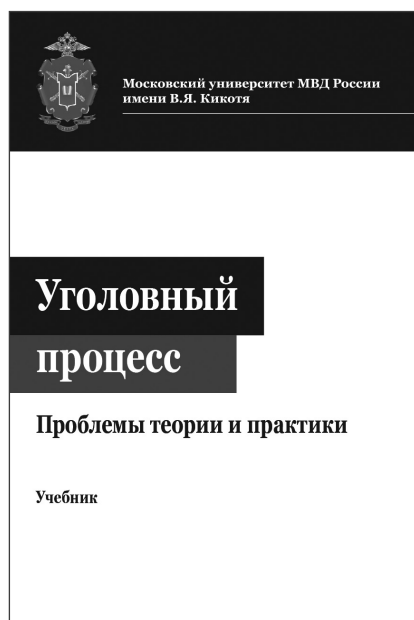 Московский университет МВД России
имени В.Я. Кикотя
Уголовный
процесс
Проблемы теории и практики
Учебник